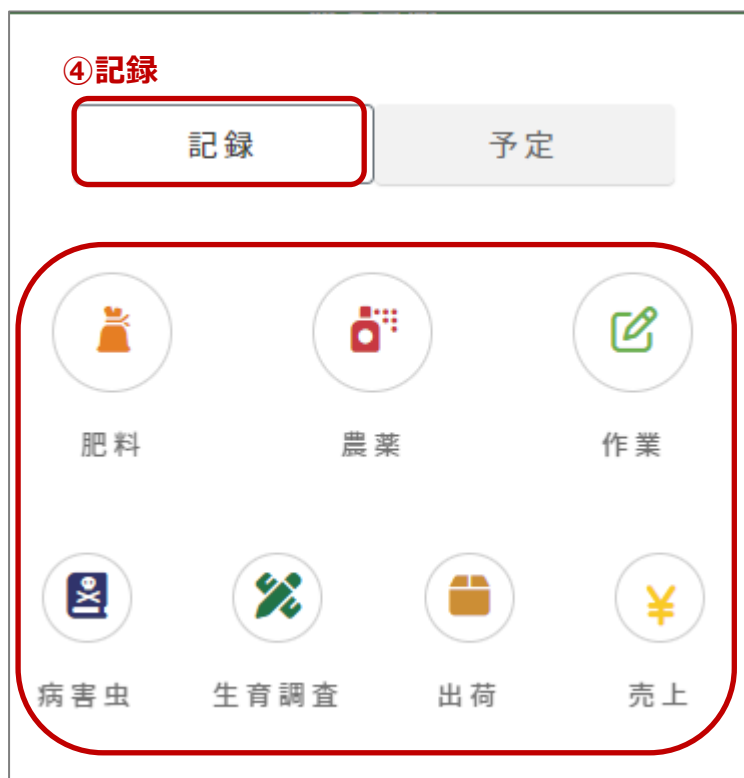 ④記録
記録 予定
肥料 農薬 作業
病害虫 生育調査 出荷 売上